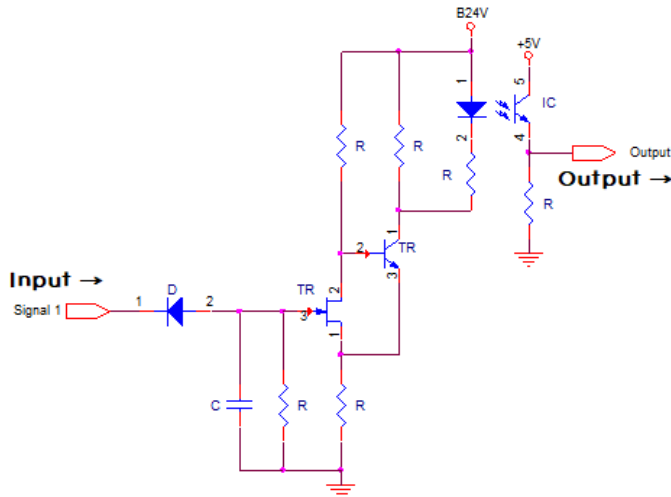 B24V
+5V
1
5
IC
R
R
2
4
Output
R
Output →
R
1
2
TR
Input →
3
D
TR
2
Signal 1
1
2
3
1
C
R
R